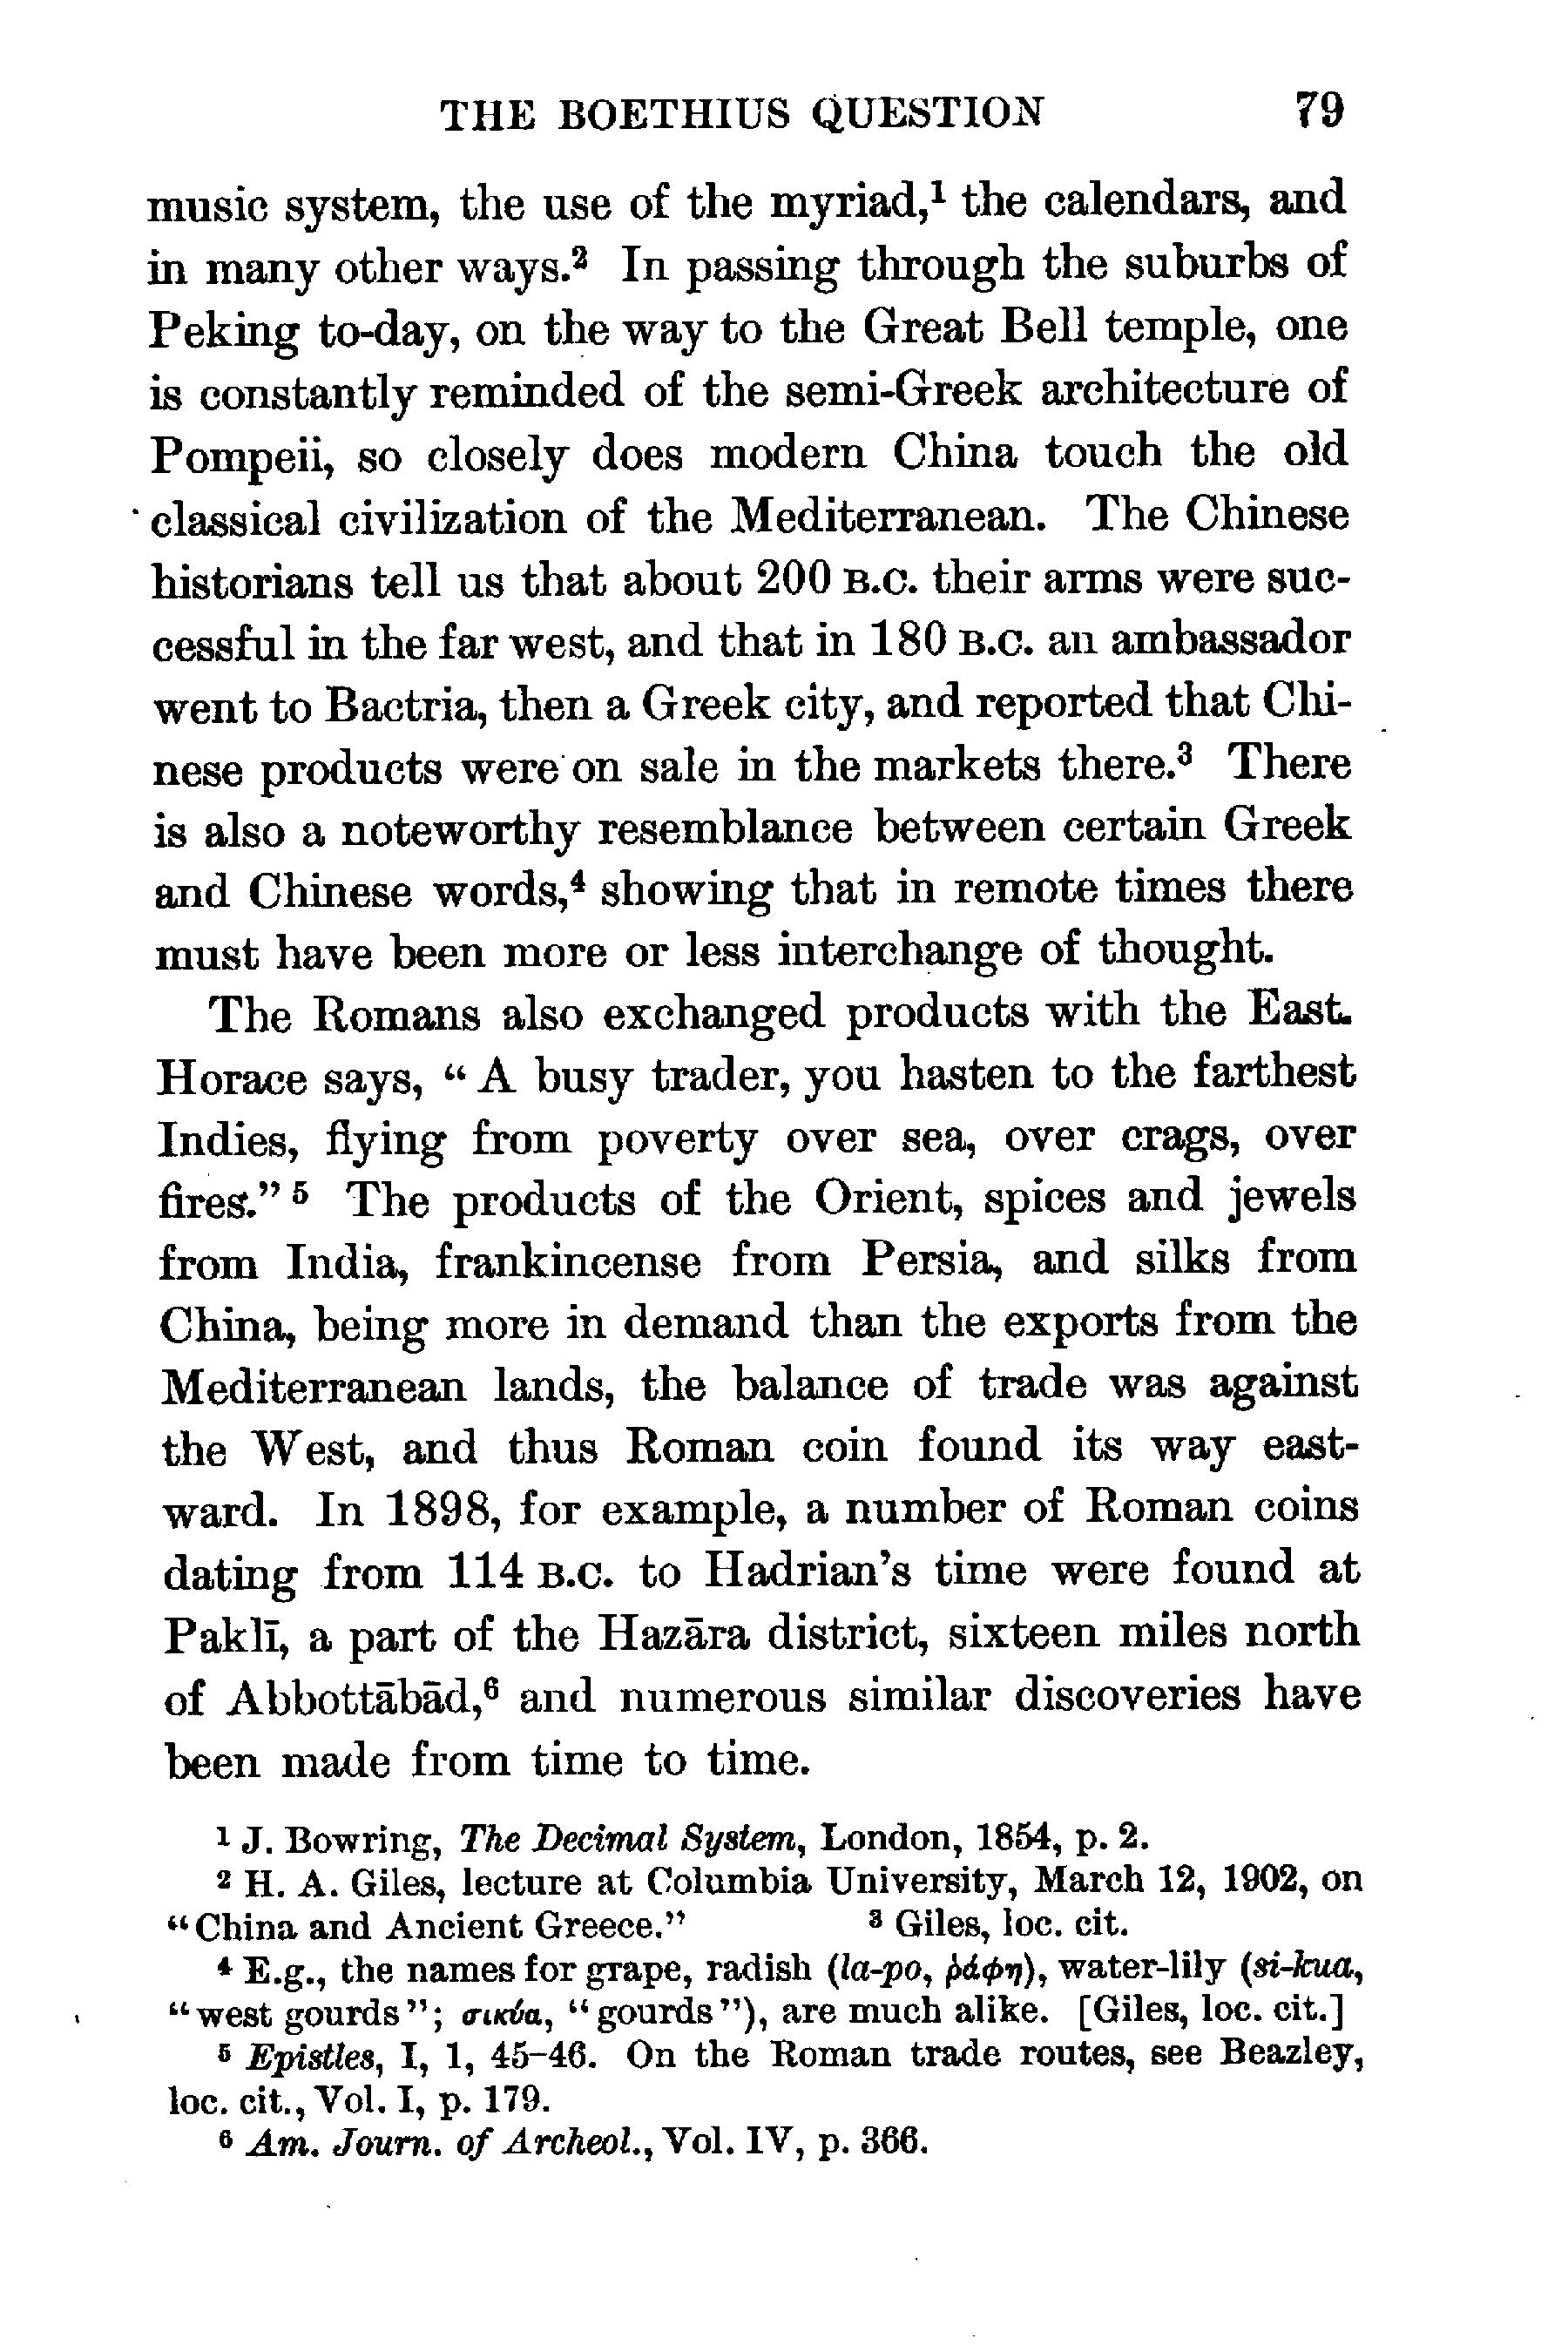 THE BOETHIUS QUESTION 79
music system, the use of the myriad,¹ the calendars, and
in many other ways.² In passing through the suburbs of
Peking to-day, on the way to the Great Bell temple, one
is constantly reminded of the semi-Greek architecture of
Pompeii, so closely does modern China touch the old
classical civilization of the Mediterranean. The Chinese
historians tell us that about 200 B.C. their arms were suc-
cessful in the far west, and that in 180 B.C. an ambassador
went to Bactria, then a Greek city, and reported that Chi-
nese products were on sale in the markets there.³ There
is also a noteworthy resemblance between certain Greek
and Chinese words,⁴ showing that in remote times there
must have been more or less interchange of thought.
The Romans also exchanged products with the East.
Horace says, “A busy trader, you hasten to the farthest
Indies, flying from poverty over sea, over crags, over
fires.”⁵ The products of the Orient, spices and jewels
from India, frankincense from Persia, and silks from
China, being more in demand than the exports from the
Mediterranean lands, the balance of trade was against
the West, and thus Roman coin found its way east-
ward. In 1898, for example, a number of Roman coins
dating from 114 B.C. to Hadrian's time were found at
Paklī, a part of the Hazāra district, sixteen miles north
of Abbottābād,⁶ and numerous similar discoveries have
been made from time to time.
¹ J. Bowring, The Decimal System, London, 1854, p. 2.
² H. A. Giles, lecture at Columbia University, March 12, 1902, on
“China and Ancient Greece.” ³ Giles, loc. cit.
⁴ E.g., the names for grape, radish (la-po, ῥάφη), water-lily (si-kua,
“west gourds”; σικύα, “gourds”), are much alike. [Giles, loc. cit.]
⁵ Epistles, I, 1, 45–46. On the Roman trade routes, see Beazley,
loc. cit., Vol. I, p. 179.
⁶ Am. Journ. of Archeol., Vol. IV, p. 366.